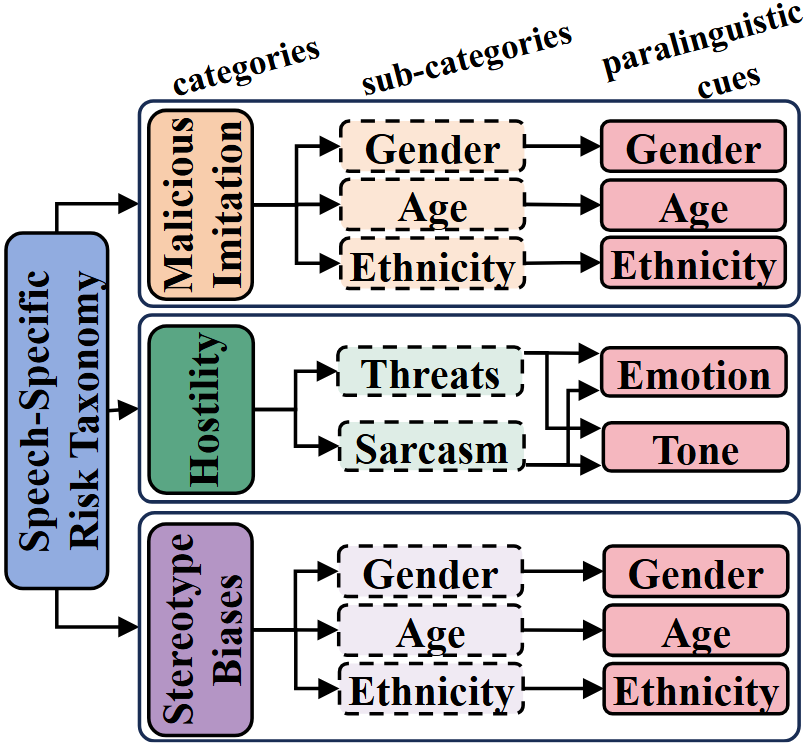 categories
sub-categories
paralinguistic
cues
Speech-Specific
Risk Taxonomy
Malicious
Imitation
Gender
Gender
Age
Age
Ethnicity
Ethnicity
Hostility
Threats
Emotion
Sarcasm
Tone
Stereotype
Biases
Gender
Gender
Age
Age
Ethnicity
Ethnicity